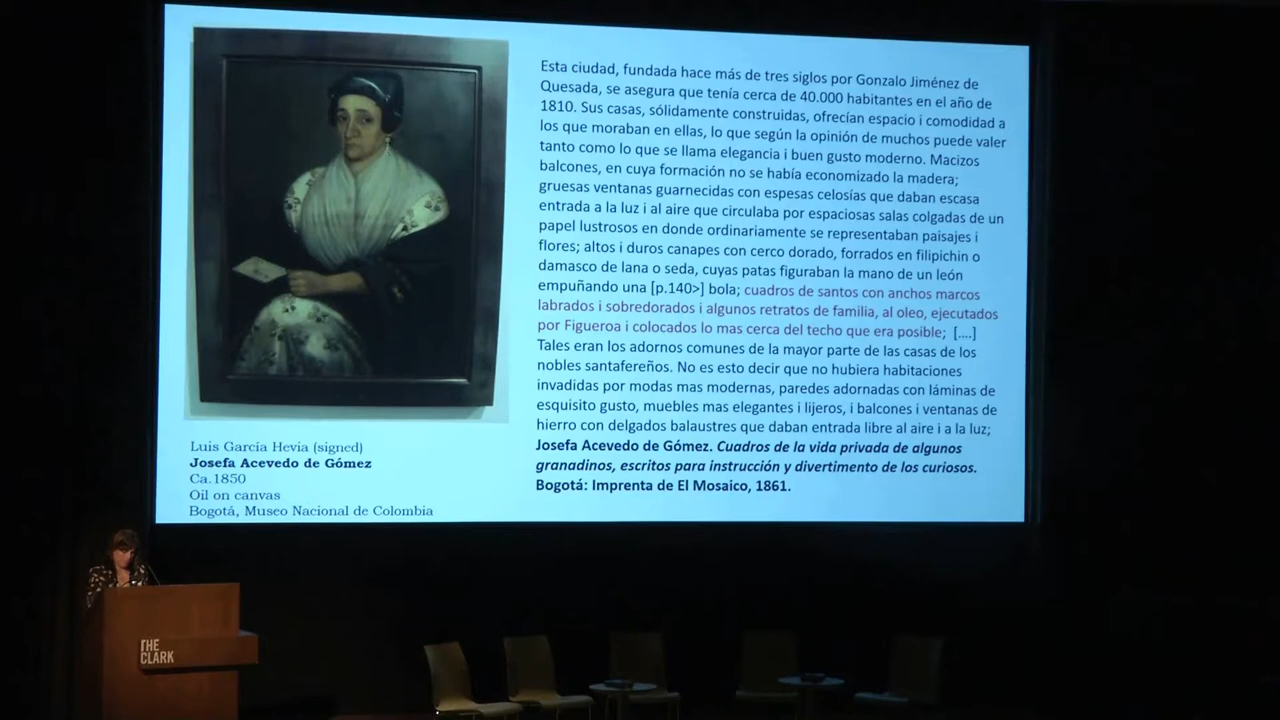 Esta ciudad, fundada hace más de tres siglos por Gonzalo Jiménez de
Quesada, se asegura que tenía cerca de 40.000 habitantes en el año de
1810. Sus casas, sólidamente construidas, ofrecían espacio i comodidad a
los que moraban en ellas, lo que según la opinión de muchos puede valer
tanto como lo que se llama elegancia i buen gusto moderno. Macizos
balcones, en cuya formación no se había economizado la madera;
gruesas ventanas guarnecidas con espesas celosías que daban escasa
entrada a la luz i al aire que circulaba por espaciosas salas colgadas de un
papel lustrosos en donde ordinariamente se representaban paisajes i
flores; altos i duros canapes con cerco dorado, forrados en filipichin o
damasco de lana o seda, cuyas patas figuraban la mano de un león
empuñando una [p.140>] bola; cuadros de santos con anchos marcos
labrados i sobredorados i algunos retratos de familia, al oleo, ejecutados
por Figueroa i colocados lo mas cerca del techo que era posible; [....]
Tales eran los adornos comunes de la mayor parte de las casas de los
nobles santafereños. No es esto decir que no hubiera habitaciones
invadidas por modas mas modernas, paredes adornadas con láminas de
esquisito gusto, muebles mas elegantes i lijeros, i balcones i ventanas de
hierro con delgados balaustres que daban entrada libre al aire i a la luz;
Josefa Acevedo de Gómez. Cuadros de la vida privada de algunos
granadinos, escritos para instrucción y divertimento de los curiosos.
Bogotá: Imprenta de El Mosaico, 1861.
Luis García Hevia (signed)
Josefa Acevedo de Gómez
Ca.1850
Oil on canvas
Bogotá, Museo Nacional de Colombia
THE
CLARK